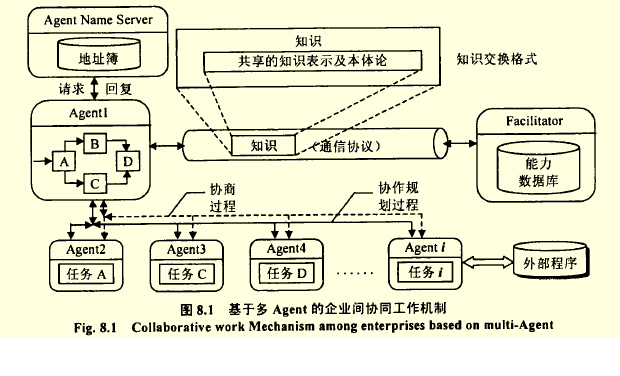 Agent Name Server
地址簿
请求 回复
知识
共享的知识表示及本体论
知识交换格式
Agent1
A
B
C
D
知识
(通信协议)
Facilitator
能力
数据库
协商
过程
协作规
划过程
Agent2
任务 A
Agent3
任务 C
Agent4
任务 D
······
Agent i
任务 i
外部程序
图 8.1 基于多 Agent 的企业间协同工作机制
Fig. 8.1 Collaborative work Mechanism among enterprises based on multi-Agent